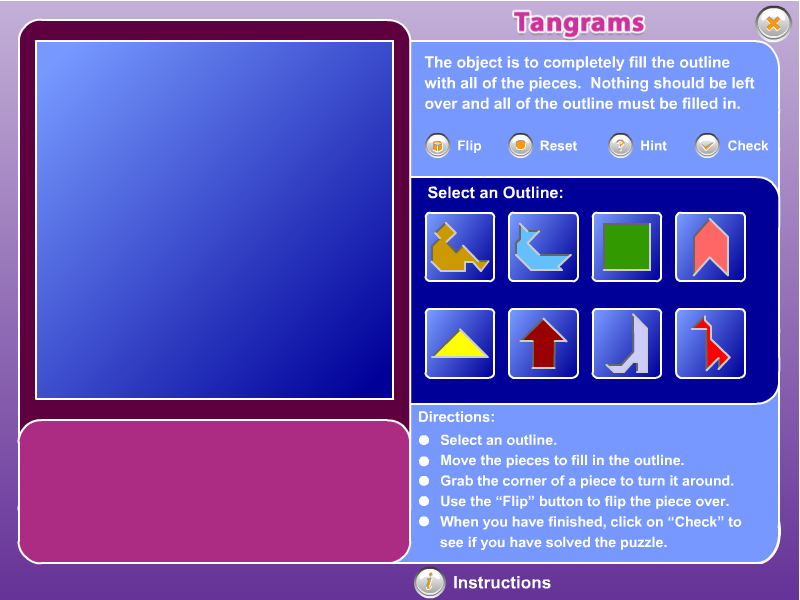 Tangrams
The object is to completely fill the outline
with all of the pieces. Nothing should be left
over and all of the outline must be filled in.
Flip Reset Hint Check
Select an Outline:
Directions:
Select an outline.
Move the pieces to fill in the outline.
Grab the corner of a piece to turn it around.
Use the “Flip” button to flip the piece over.
When you have finished, click on “Check” to
see if you have solved the puzzle.
Instructions